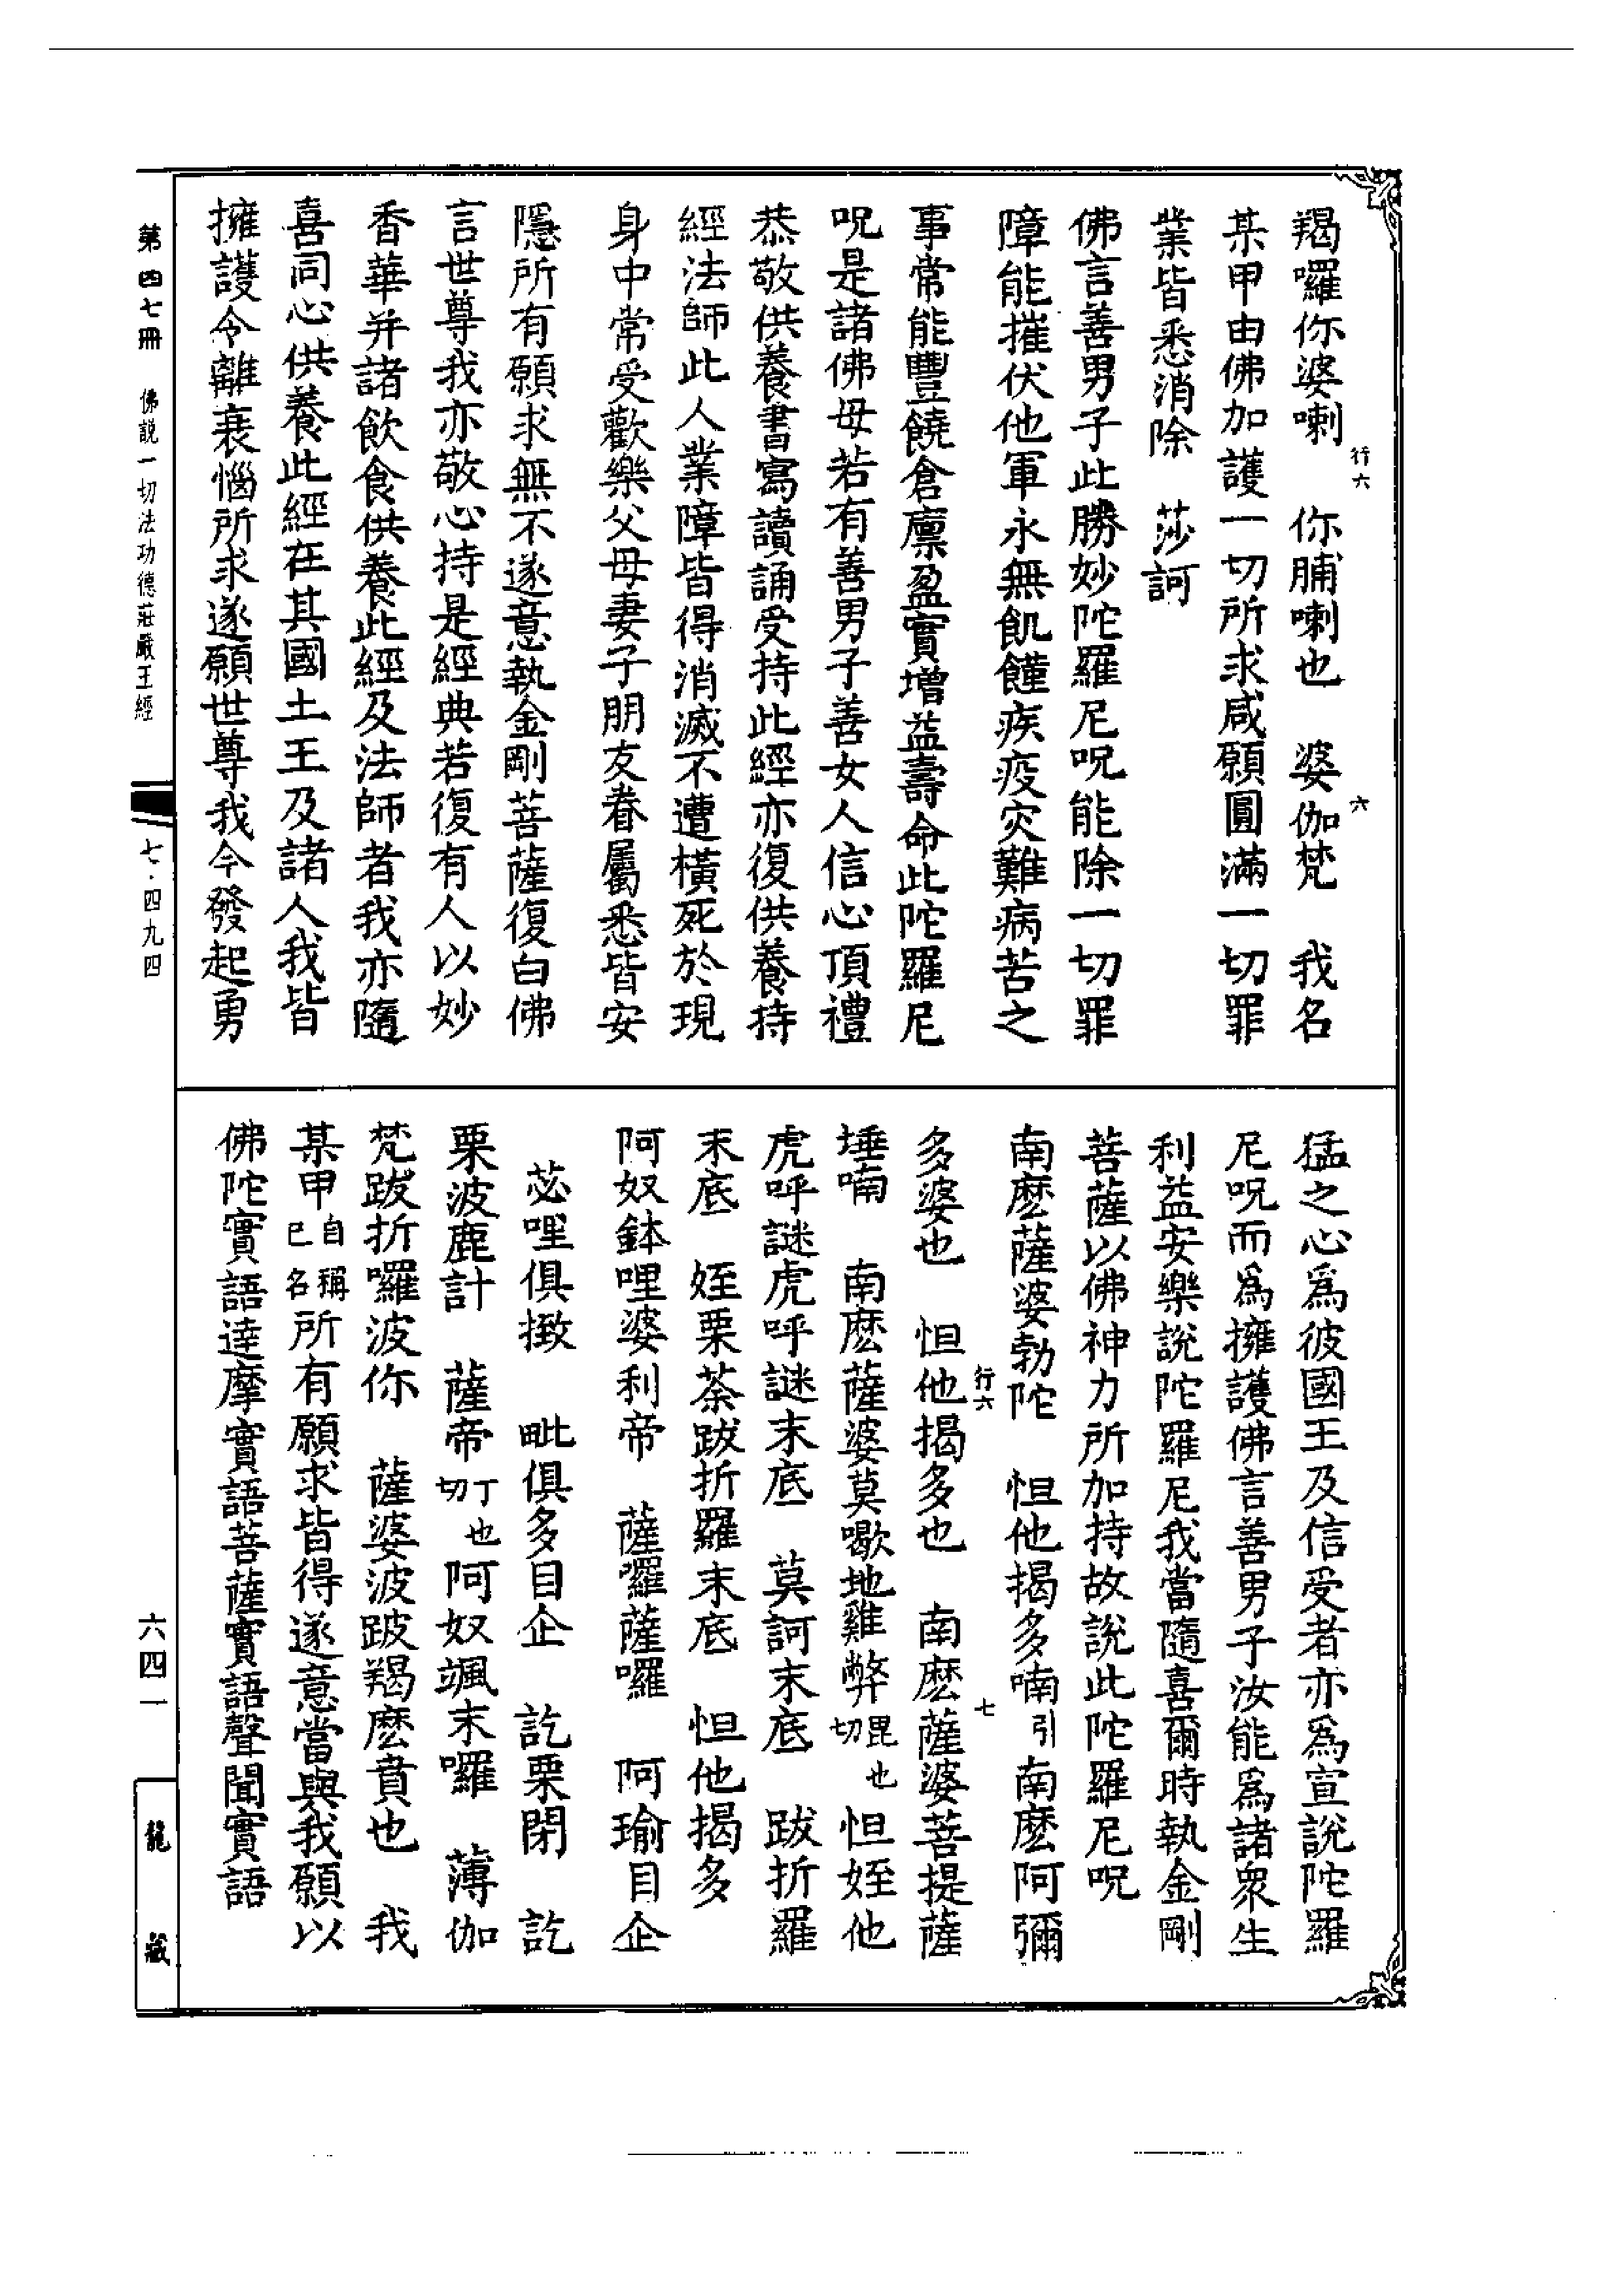 羯囉你婆喇　你脯喇也　婆伽梵　我名
行六
六
某甲由佛加護一切所求咸願圓滿一切罪
業皆悉消除　莎訶
佛言善男子此勝妙陀羅尼呪能除一切罪
障能摧伏他軍永無飢饉疾疫灾難病苦之
事常能豐饒倉廪盈實增益壽命此陀羅尼
呪是諸佛母若有善男子善女人信心頂禮
恭敬供養書寫讀誦受持此經亦復供養持
經法師此人業障皆得消滅不遭橫死於現
身中常受歡樂父母妻子朋友眷屬悉皆安
隱所有願求無不遂意執金剛菩薩復白佛
言世尊我亦敬心持是經典若復有人以妙
香華并諸飲食供養此經及法師者我亦隨
喜同心供養此經在其國土王及諸人我皆
擁護令離衰惱所求遂願世尊我今發起勇
猛之心爲彼國王及信受者亦爲宣說陀羅
尼呪而爲擁護佛言善男子汝能爲諸衆生
利益安樂說陀羅尼我當隨喜爾時執金剛
菩薩以佛神力所加持故說此陀羅尼呪
南麽薩婆勃陀　怛他揭多喃引南麽阿彌
行六
七
多婆也　怛他揭多也　南麽薩婆菩提薩
埵喃　南麽薩婆莫㘔地雞弊毘也切怛姪他
虎呼謎虎呼謎末底　莫訶末底　跋折羅
末底　姪栗荼跋折羅末底　怛他揭多
阿奴鉢哩婆利帝　薩囉薩囉　阿瑜目企
苾哩俱㨖　毗俱多目企　訖栗閉　訖
栗波鹿計　薩帝丁也切阿奴颯末囉　薄伽
梵跋折囉波你　薩婆波跛羯麽賁也　我
某甲自稱己名所有願求皆得遂意當與我願以
佛陀實語達摩實語菩薩實語聲聞實語
第四七冊　佛説一切法功德莊嚴王經
七·四九四
六四一
龍藏